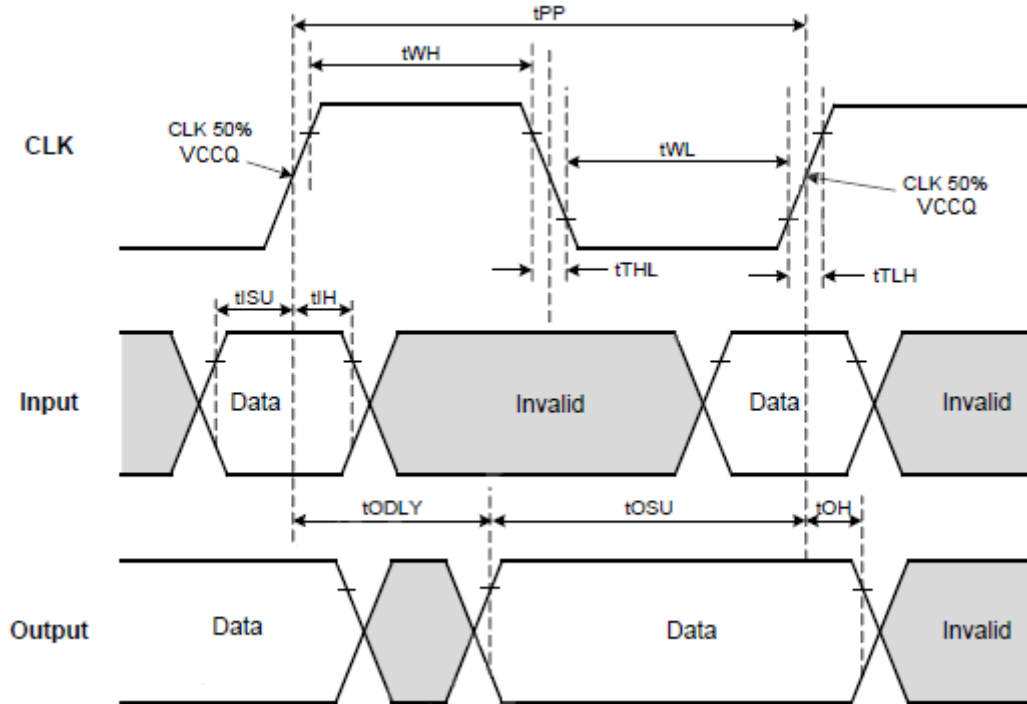 tPP
tWH
CLK
CLK 50%
VCCQ
tWL
CLK 50%
VCCQ
tTHL
tTLH
tISU
tIH
Input
Data
Invalid
Data
Invalid
tODLY
tOSU
tOH
Output
Data
Data
Invalid